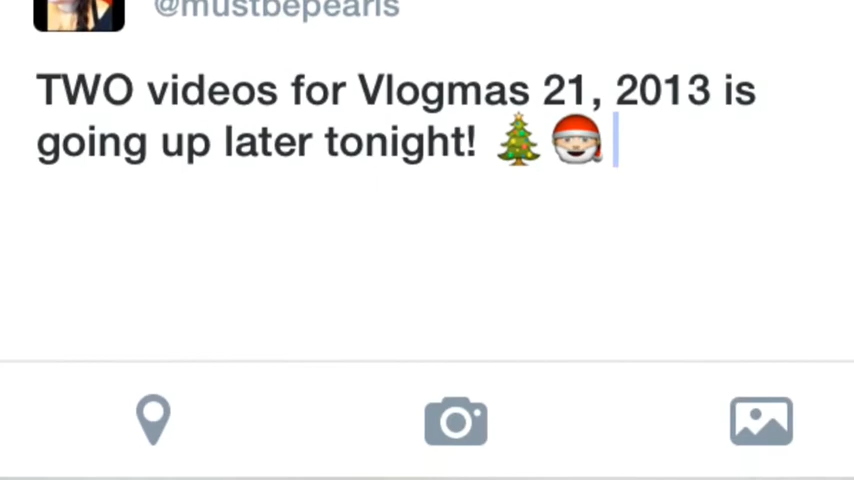 @mustbepearls
TWO videos for Vlogmas 21, 2013 is
going up later tonight! 🎄🎅